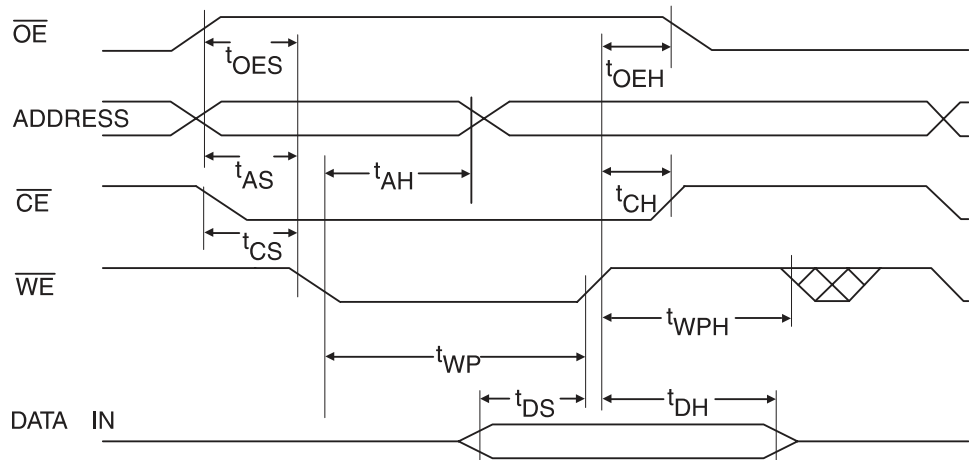 OE
tOES
tOEH
ADDRESS
tAS
tAH
CE
tCH
tCS
WE
tWPH
tWP
tDS
tDH
DATA IN